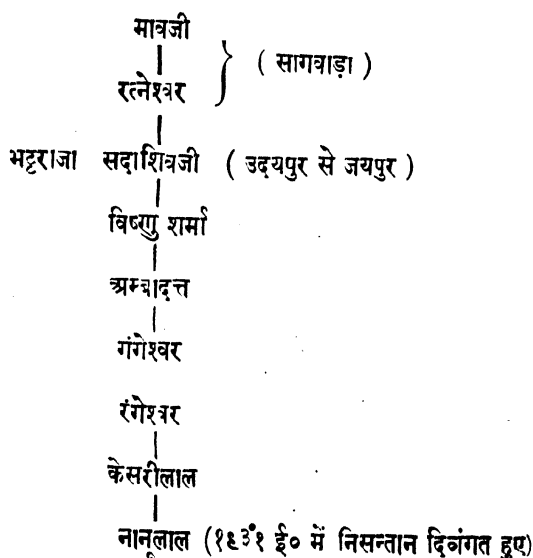 मावजी
रत्नेश्वर
( सागवाड़ा )
भट्टराजा सदाशिवजी ( उदयपुर से जयपुर )
विष्णु शर्मा
अम्बादत्त
गंगेश्वर
रंगेश्वर
केसरीलाल
नानूलाल (१९३१ ई० में निसन्तान दिवंगत हुए)